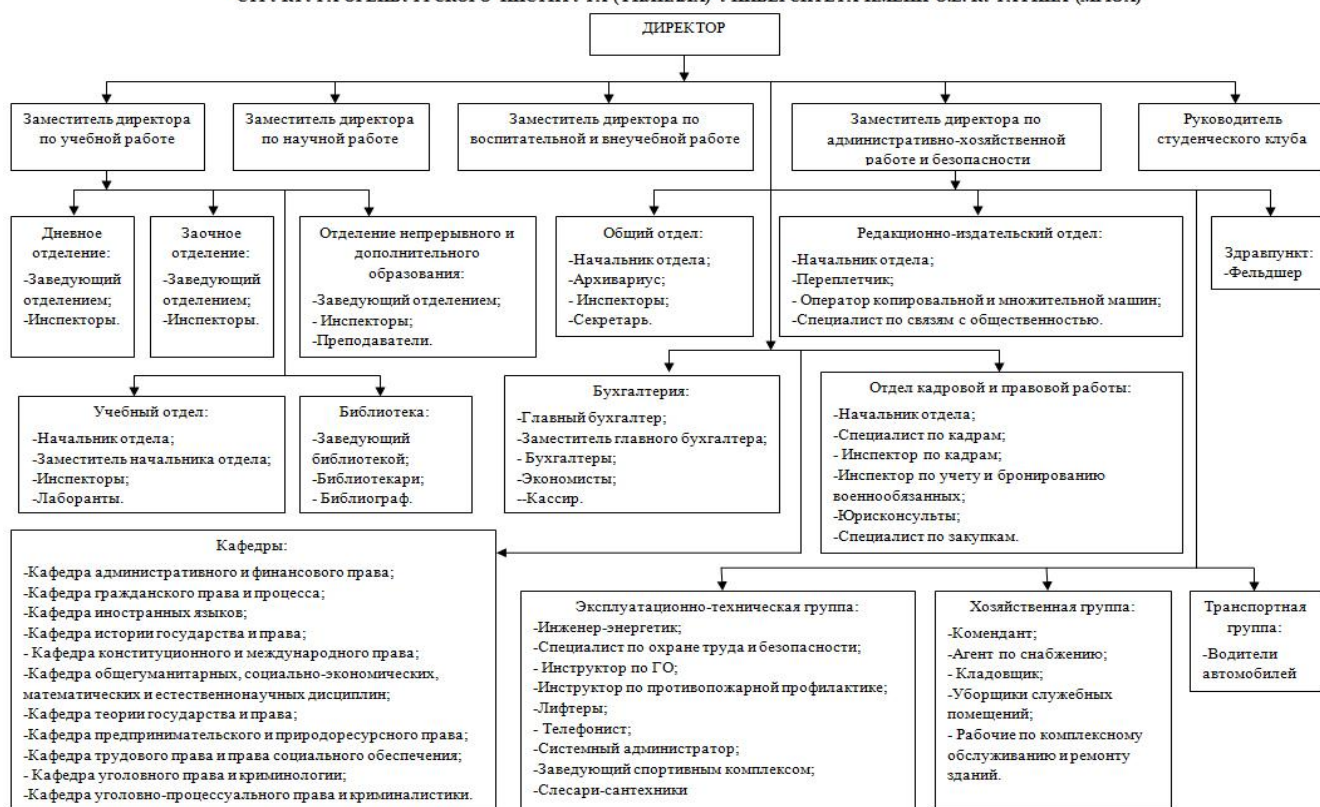 ДИРЕКТОР
Заместитель директора
по учебной работе
Заместитель директора
по научной работе
Заместитель директора по
воспитательной и внеучебной работе
Заместитель директора по
административно-хозяйственной
работе и безопасности
Руководитель
студенческого клуба
Дневное
отделение:
-Заведующий
отделением;
-Инспекторы.
Заочное
отделение:
-Заведующий
отделением;
-Инспекторы.
Отделение непрерывного и
дополнительного
образования:
-Заведующий отделением;
- Инспекторы;
-Преподаватели.
Общий отдел:
-Начальник отдела;
-Архивариус;
- Инспекторы;
-Секретарь.
Редакционно-издательский отдел:
-Начальник отдела;
-Переплетчик;
- Оператор копировальной и множительной машин;
-Специалист по связям с общественностью.
Здравпункт:
-Фельдшер
Учебный отдел:
-Начальник отдела;
-Заместитель начальника отдела;
-Инспекторы;
-Лаборанты.
Библиотека:
-Заведующий
библиотекой;
-Библиотекари;
- Библиограф.
Бухгалтерия:
-Главный бухгалтер;
-Заместитель главного бухгалтера;
- Бухгалтеры;
-Экономисты;
--Кассир.
Отдел кадровой и правовой работы:
-Начальник отдела;
-Специалист по кадрам;
- Инспектор по кадрам;
-Инспектор по учету и бронированию
военнообязанных;
-Юрисконсульты;
-Специалист по закупкам.
Кафедры:
-Кафедра административного и финансового права;
-Кафедра гражданского права и процесса;
-Кафедра иностранных языков;
-Кафедра истории государства и права;
- Кафедра конституционного и международного права;
-Кафедра общегуманитарных, социально-экономических,
математических и естественнонаучных дисциплин;
-Кафедра теории государства и права;
-Кафедра предпринимательского и природоресурсного права;
-Кафедра трудового права и права социального обеспечения;
- Кафедра уголовного права и криминологии;
-Кафедра уголовно-процессуального права и криминалистики.
Эксплуатационно-техническая группа:
-Инженер-энергетик;
-Специалист по охране труда и безопасности;
- Инструктор по ГО;
-Инструктор по противопожарной профилактике;
-Лифтеры;
- Телефонист;
-Системный администратор;
-Заведующий спортивным комплексом;
-Слесари-сантехники
Хозяйственная группа:
-Комендант;
-Агент по снабжению;
- Кладовщик;
-Уборщики служебных
помещений;
- Рабочие по комплексному
обслуживанию и ремонту
зданий.
Транспортная
группа:
-Водители
автомобилей